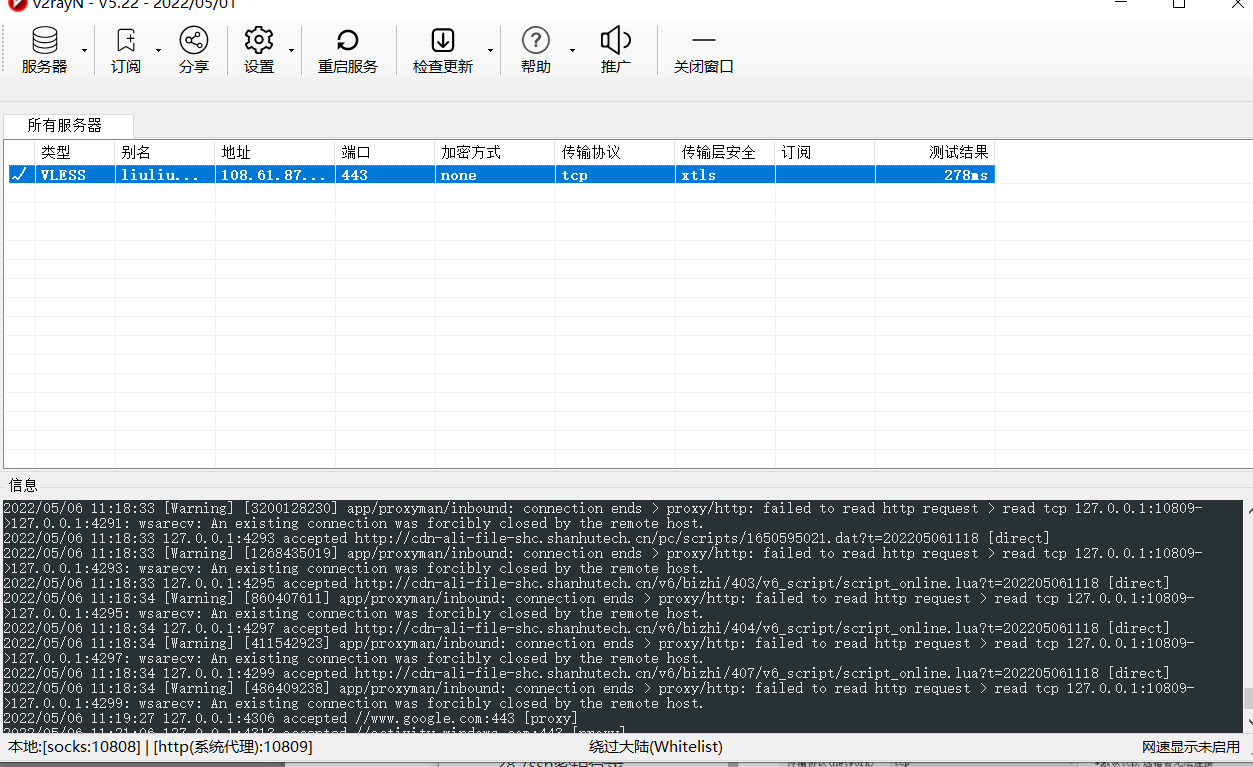 v2rayN - V5.22 - 2022/05/01
服务器 订阅 分享 设置 重启服务 检查更新 帮助 推广 关闭窗口
所有服务器
类型 别名 地址 端口 加密方式 传输协议 传输层安全 订阅 测试结果
VLESS liuliu... 108.61.87... 443 none tcp xtls 278ms
信息
2022/05/06 11:18:33 [Warning] [3200128230] app/proxyman/inbound: connection ends > proxy/http: failed to read http request > read tcp 127.0.0.1:10809-
>127.0.0.1:4291: wsarecv: An existing connection was forcibly closed by the remote host.
2022/05/06 11:18:33 127.0.0.1:4293 accepted http://cdn-ali-file-shc.shanhutech.cn/pc/scripts/1650595021.dat?t=202205061118 [direct]
2022/05/06 11:18:33 [Warning] [1268435019] app/proxyman/inbound: connection ends > proxy/http: failed to read http request > read tcp 127.0.0.1:10809-
>127.0.0.1:4293: wsarecv: An existing connection was forcibly closed by the remote host.
2022/05/06 11:18:33 127.0.0.1:4295 accepted http://cdn-ali-file-shc.shanhutech.cn/v6/bizhi/403/v6_script/script_online.lua?t=202205061118 [direct]
2022/05/06 11:18:34 [Warning] [860407611] app/proxyman/inbound: connection ends > proxy/http: failed to read http request > read tcp 127.0.0.1:10809-
>127.0.0.1:4295: wsarecv: An existing connection was forcibly closed by the remote host.
2022/05/06 11:18:34 127.0.0.1:4297 accepted http://cdn-ali-file-shc.shanhutech.cn/v6/bizhi/404/v6_script/script_online.lua?t=202205061118 [direct]
2022/05/06 11:18:34 [Warning] [411542923] app/proxyman/inbound: connection ends > proxy/http: failed to read http request > read tcp 127.0.0.1:10809-
>127.0.0.1:4297: wsarecv: An existing connection was forcibly closed by the remote host.
2022/05/06 11:18:34 127.0.0.1:4299 accepted http://cdn-ali-file-shc.shanhutech.cn/v6/bizhi/407/v6_script/script_online.lua?t=202205061118 [direct]
2022/05/06 11:18:34 [Warning] [486409238] app/proxyman/inbound: connection ends > proxy/http: failed to read http request > read tcp 127.0.0.1:10809-
>127.0.0.1:4299: wsarecv: An existing connection was forcibly closed by the remote host.
2022/05/06 11:19:27 127.0.0.1:4306 accepted //www.google.com:443 [proxy]
2022/05/06 11:21:06 127.0.0.1:4313 accepted //activity.windows.com:443 [proxy]
本地:[socks:10808] | [http(系统代理):10809] 绕过大陆(Whitelist) 网速显示未启用